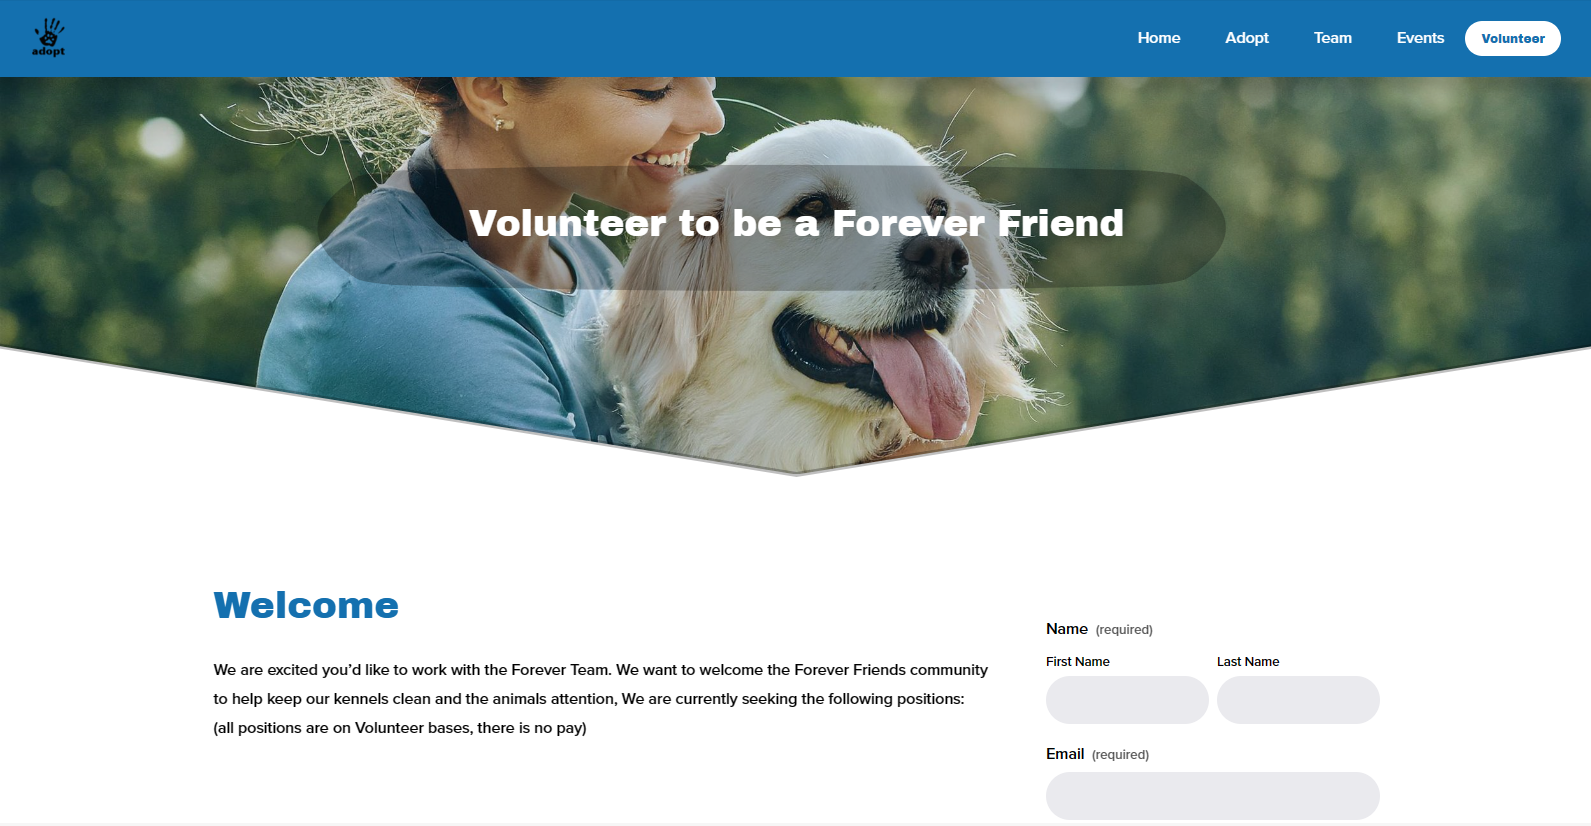 adopt
Home Adopt Team Events Volunteer
Volunteer to be a Forever Friend
Welcome
We are excited you’d like to work with the Forever Team. We want to welcome the Forever Friends community
to help keep our kennels clean and the animals attention, We are currently seeking the following positions:
(all positions are on Volunteer bases, there is no pay)
Name (required)
First Name Last Name
Email (required)